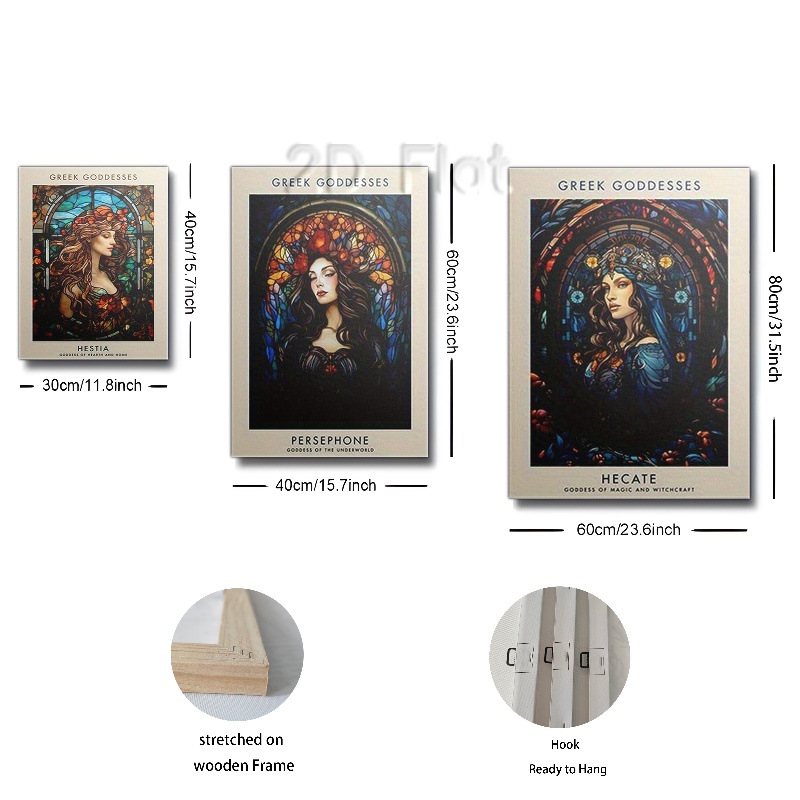 2D Flat
GREEK GODDESSES
HESTIA
GODDESS OF HEARTH AND HOME
40cm/15.7inch
30cm/11.8inch
GREEK GODDESSES
PERSEPHONE
GODDESS OF THE UNDERWORLD
60cm/23.6inch
40cm/15.7inch
GREEK GODDESSES
HECATE
GODDESS OF MAGIC AND WITCHCRAFT
80cm/31.5inch
60cm/23.6inch
stretched on
wooden Frame
Hook
Ready to Hang